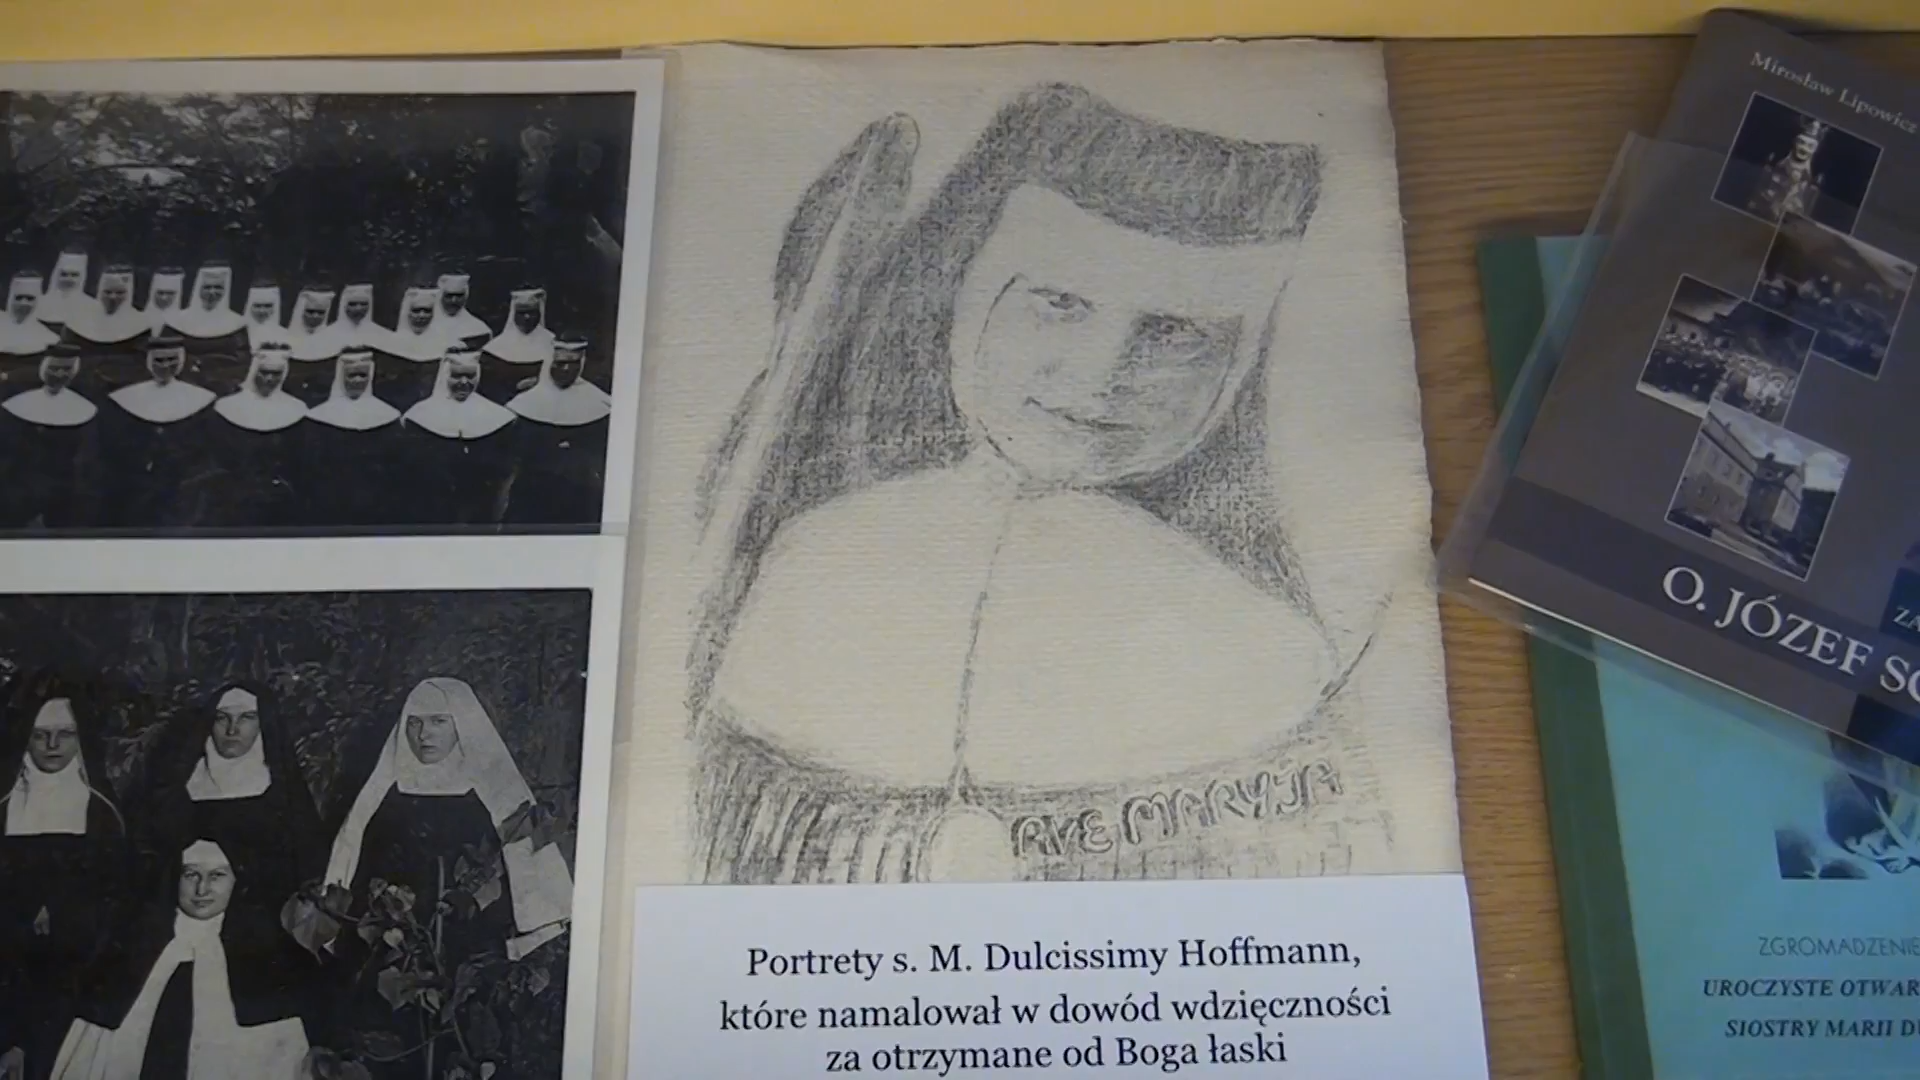 AVE MARYJA
Portrety s. M. Dulcissimy Hoffmann,
które namalował w dowód wdzięczności
za otrzymane od Boga łaski
Mirosław Lipowicz
O. JÓZEF
ZGROMADZENIE
UROCZYSTE
SIOSTRY MARII